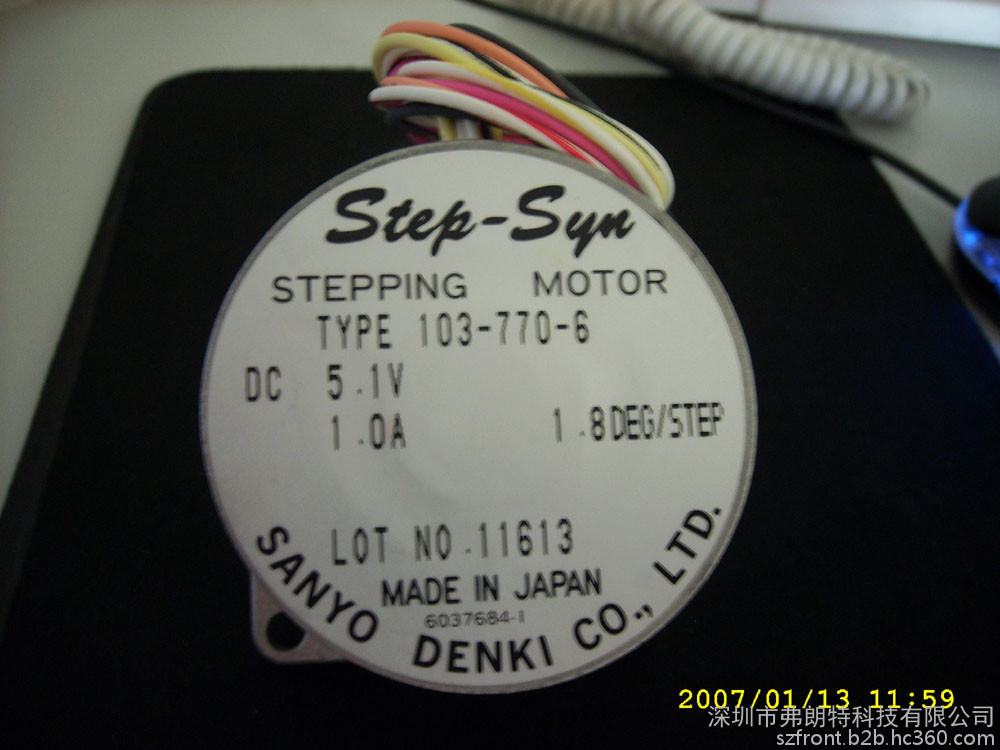 Step-Syn
STEPPING MOTOR
TYPE 103-770-6
DC 5.1V
1.0A 1.8DEG/STEP
LOT NO.11613
MADE IN JAPAN
6037684-1
SANYO DENKI CO., LTD.
2007/01/13 11:59
深圳市弗朗特科技有限公司
szfront.b2b.hc360.com